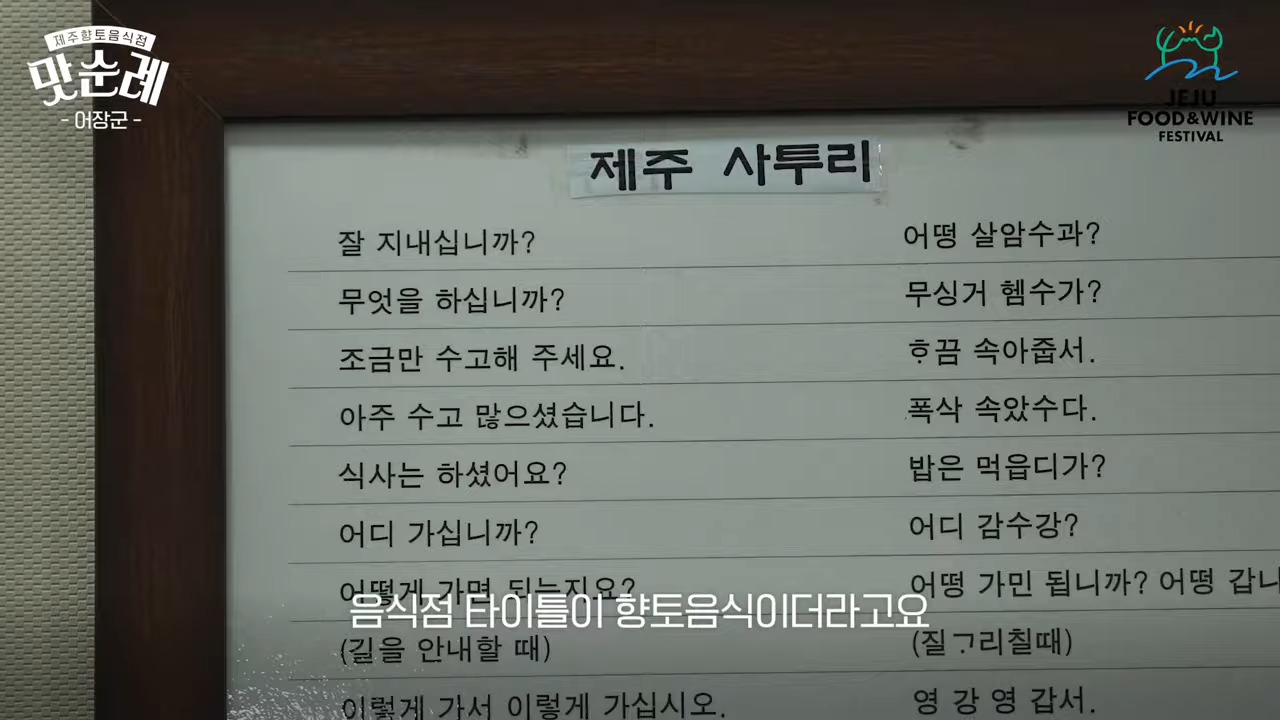 제주향토음식점
맛순례
- 어장군 -
JEJU
FOOD&WINE
FESTIVAL
제주 사투리
잘 지내십니까? 어떵 살암수과?
무엇을 하십니까? 무싱거 헴수가?
조금만 수고해 주세요. ᄒᆞ끔 속아줍서.
아주 수고 많으셨습니다. 폭삭 속았수다.
식사는 하셨어요? 밥은 먹읍디가?
어디 가십니까? 어디 감수강?
어떻게 가면 되는지요? 어떵 가민 됩니까? 어떵 갑니
음식점 타이틀이 향토음식이더라고요
(길을 안내할 때) (질 ᄀᆞ리칠때)
이렇게 가서 이렇게 가십시오. 영 강 영 갑서.